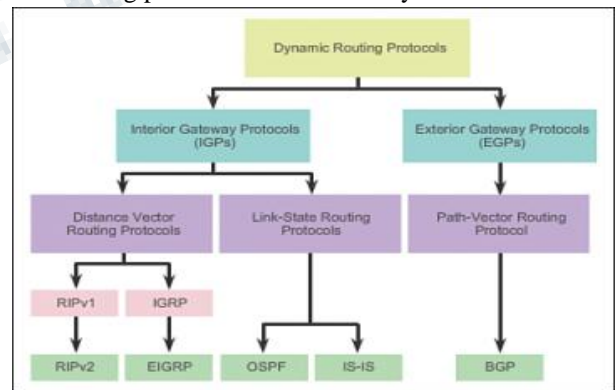 Dynamic Routing Protocols
Interior Gateway Protocols
(IGPs)
Exterior Gateway Protocols
(EGPs)
Distance Vector
Routing Protocols
Link-State Routing
Protocols
Path-Vector Routing
Protocol
RIPv1
IGRP
RIPv2
EIGRP
OSPF
IS-IS
BGP